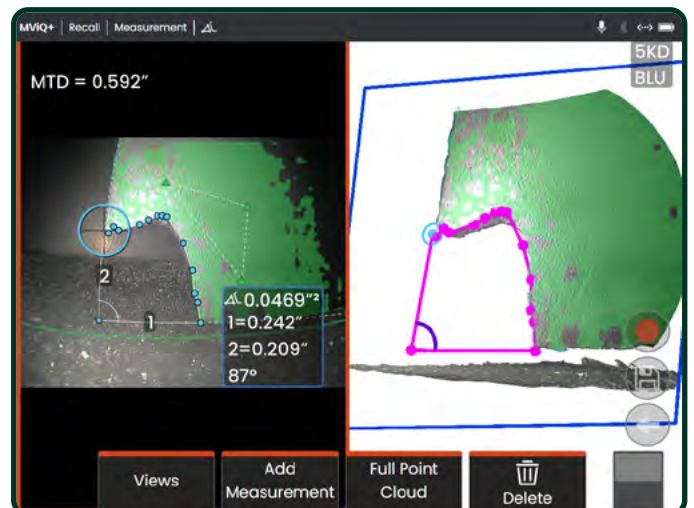 MViQ+ | Recall | Measurement |
5KD
BLU
MTD = 0.592"
2
1
0.0469"²
1=0.242"
2=0.209"
87°
Views
Add
Measurement
Full Point
Cloud
Delete